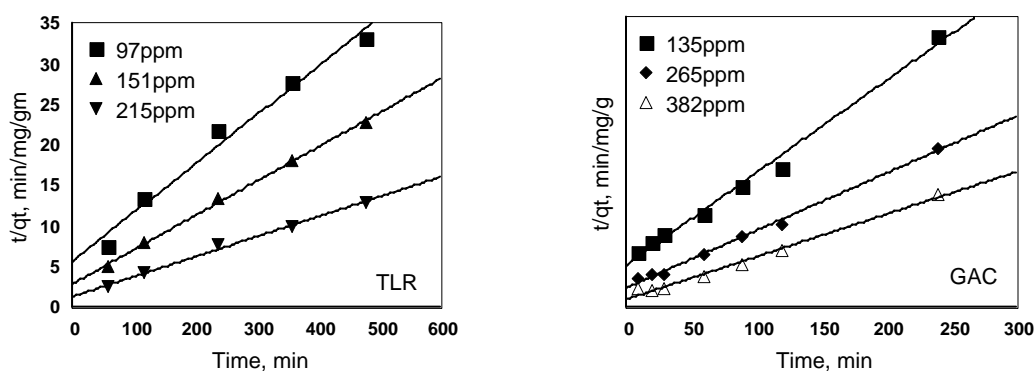 35
30
25
20
15
10
5
0
t/qt, min/mg/gm
97ppm
151ppm
215ppm
TLR
0 100 200 300 400 500 600
Time, min
t/qt, min/mg/g
135ppm
265ppm
382ppm
GAC
0 50 100 150 200 250 300
Time, min